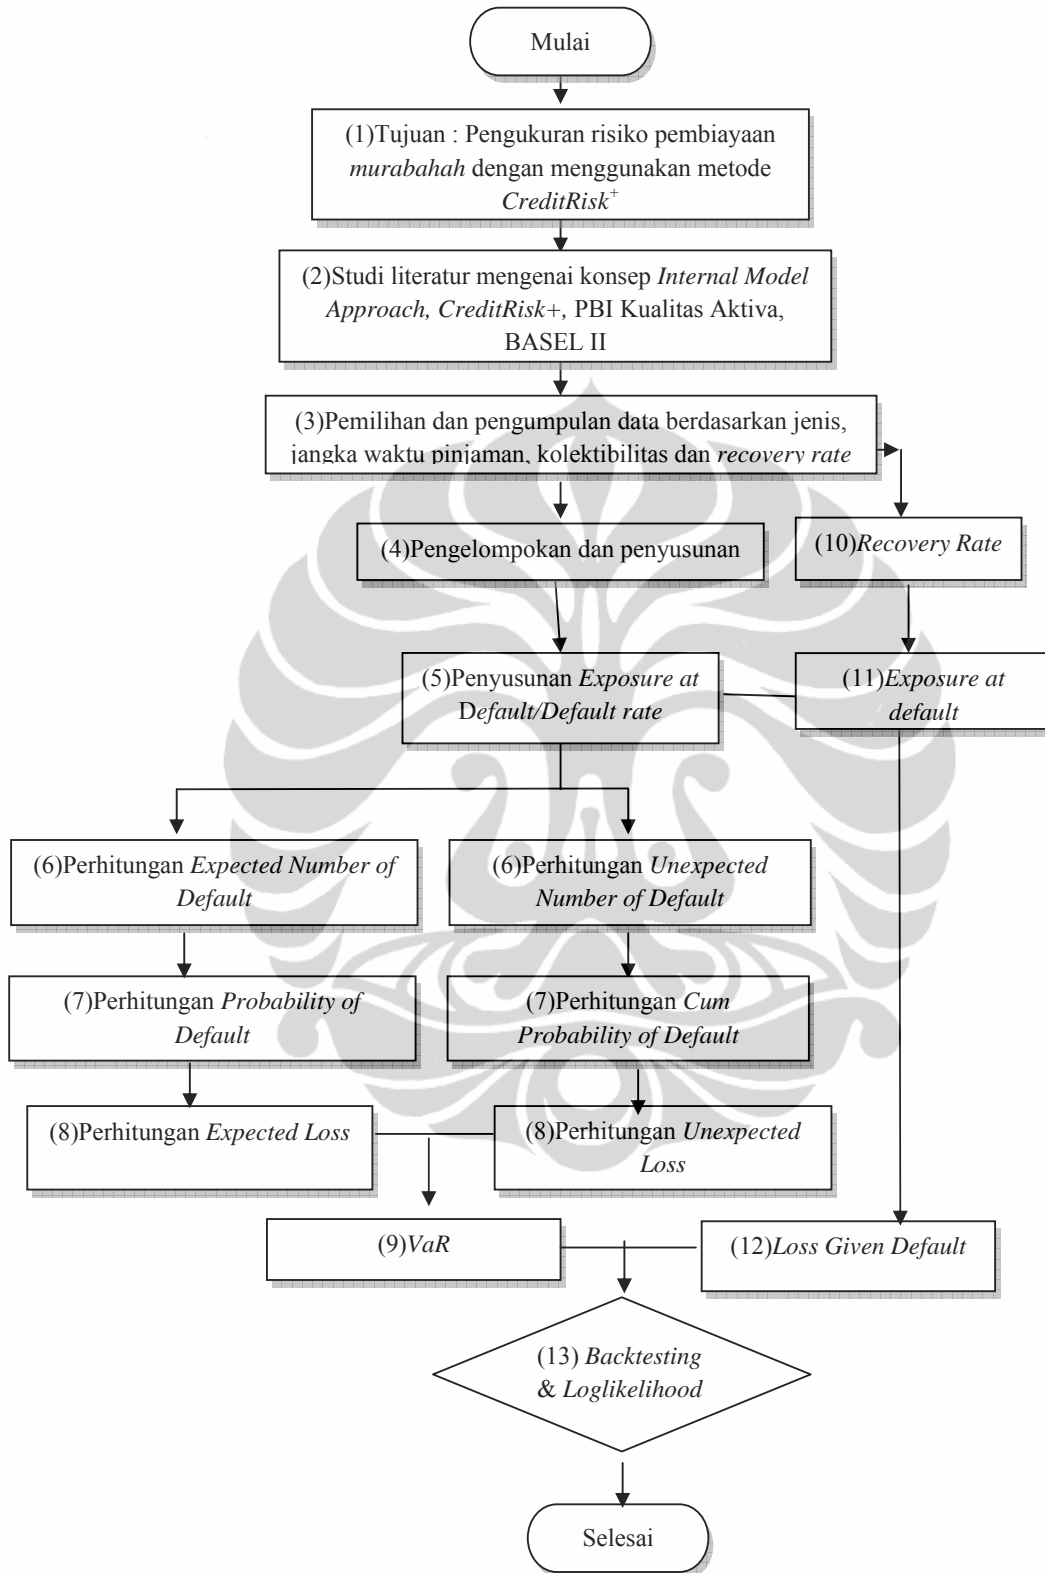 Mulai
(1)Tujuan : Pengukuran risiko pembiayaan
murabahah dengan menggunakan metode
CreditRisk+
(2)Studi literatur mengenai konsep Internal Model
Approach, CreditRisk+, PBI Kualitas Aktiva,
BASEL II
(3)Pemilihan dan pengumpulan data berdasarkan jenis,
jangka waktu pinjaman, kolektibilitas dan recovery rate
(4)Pengelompokan dan penyusunan
(10)Recovery Rate
(5)Penyusunan Exposure at
Default/Default rate
(11)Exposure at
default
(6)Perhitungan Expected Number of
Default
(6)Perhitungan Unexpected
Number of Default
(7)Perhitungan Probability of
Default
(7)Perhitungan Cum
Probability of Default
(8)Perhitungan Expected Loss
(8)Perhitungan Unexpected
Loss
(9)VaR
(12)Loss Given Default
(13) Backtesting
& Loglikelihood
Selesai